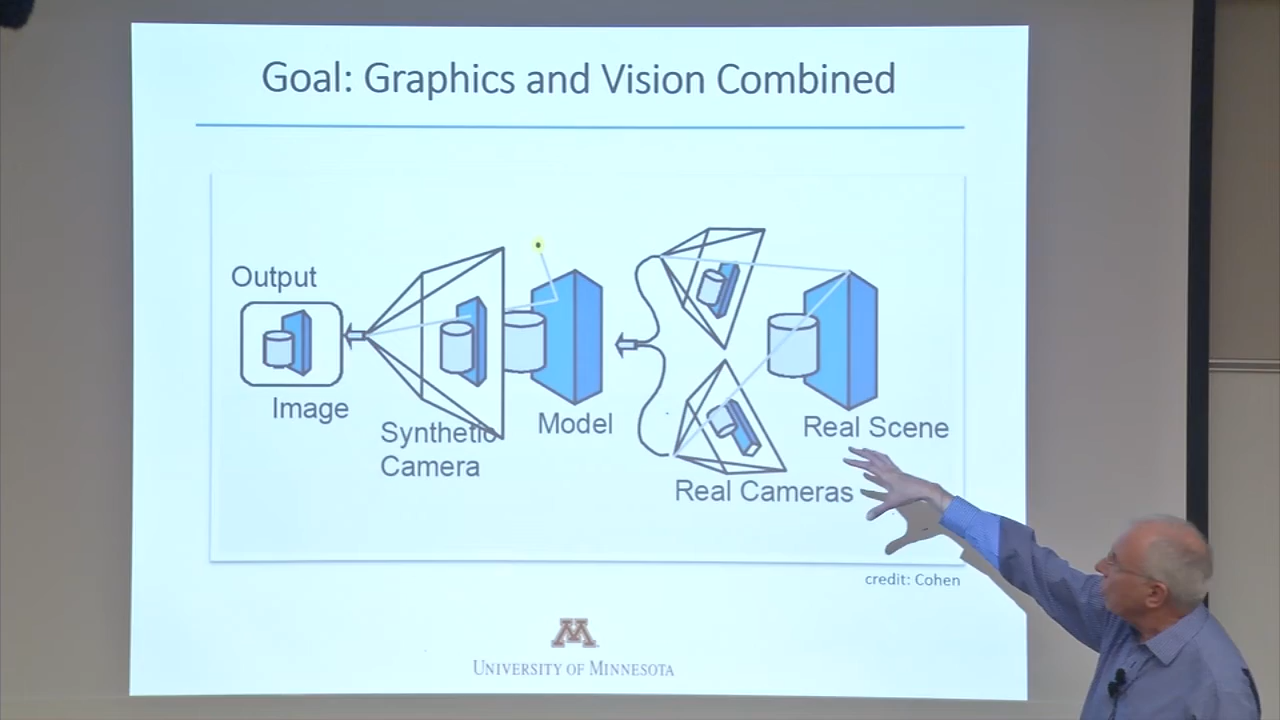 Goal: Graphics and Vision Combined
Output
Image
Synthetic
Camera
Model
Real Cameras
Real Scene
credit: Cohen
M
UNIVERSITY OF MINNESOTA